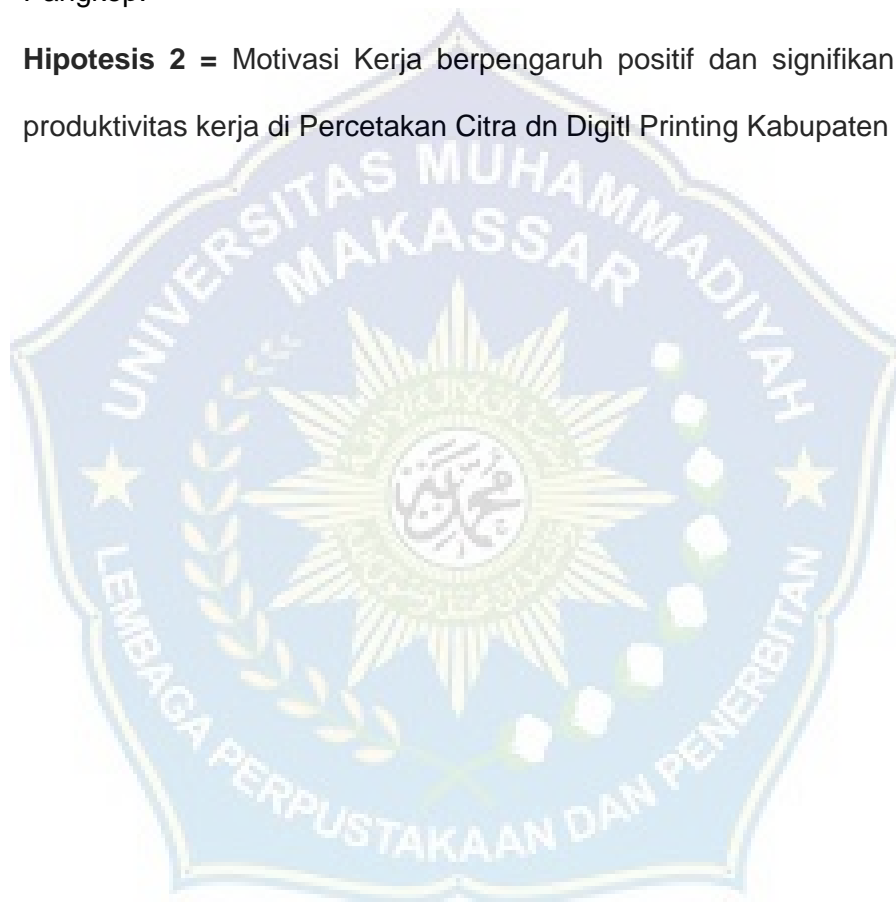 Hipotesis 2 = Motivasi Kerja berpengaruh positif dan signifikan
produktivitas kerja di Percetakan Citra dn Digitl Printing Kabupaten
UNIVERSITAS MUHAMMADIYAH
MAKASSAR
LEMBAGA PERPUSTAKAAN DAN PENERBITAN